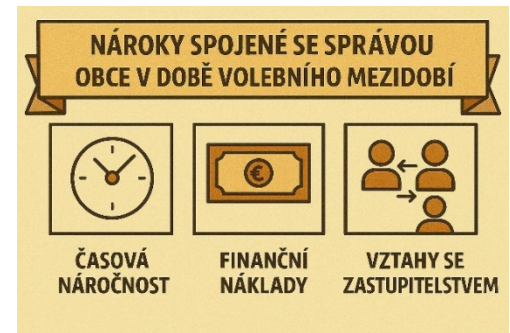 NÁROKY SPOJENÉ SE SPRÁVOU
OBCE V DOBĚ VOLEBNÍHO MEZIDOBÍ
€
ČASOVÁ
NÁROČNOST
FINANČNÍ
NÁKLADY
VZTAHY SE
ZASTUPITELSTVEM